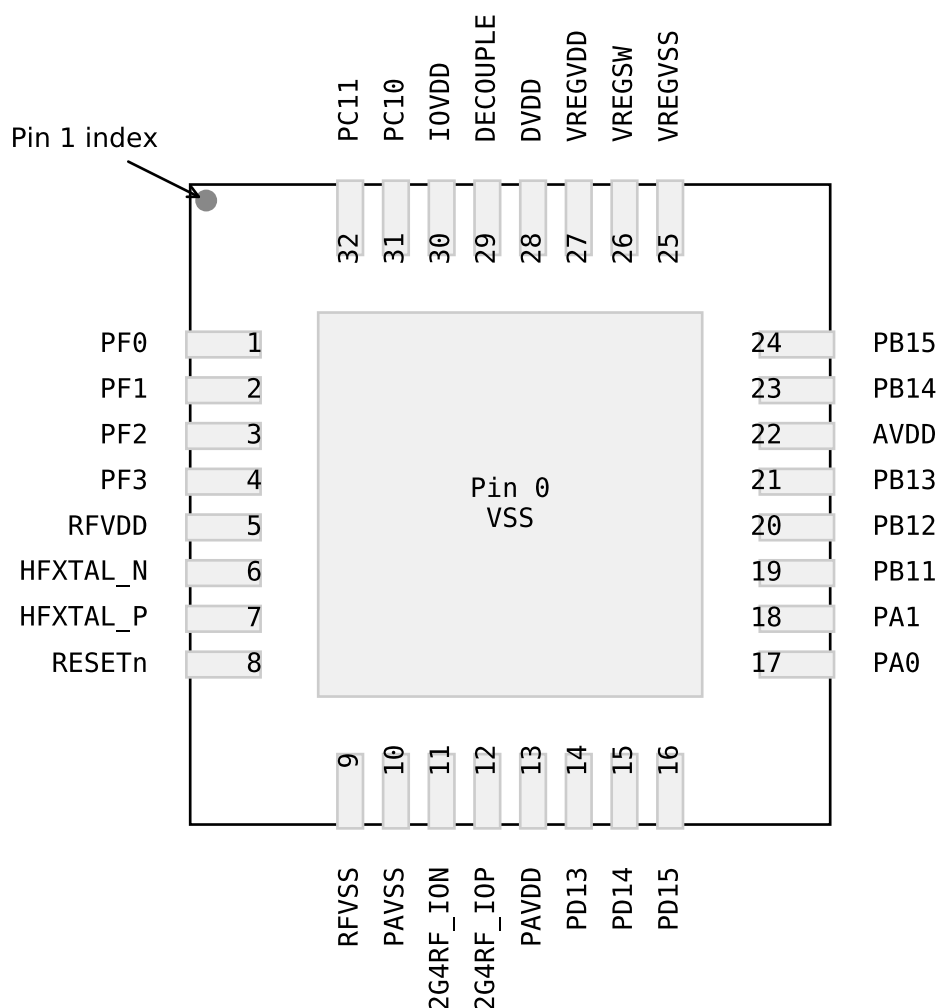 PC11
PC10
IOVDD
DECOUPLE
DVDD
VREGVDD
VREGSW
VREGVSS
Pin 1 index
32
31
30
29
28
27
26
25
PF0 1
PF1 2
PF2 3
PF3 4
RFVDD 5
HFXTAL_N 6
HFXTAL_P 7
RESETn 8
Pin 0
VSS
24 PB15
23 PB14
22 AVDD
21 PB13
20 PB12
19 PB11
18 PA1
17 PA0
9
10
11
12
13
14
15
16
RFVSS
PAVSS
2G4RF_ION
2G4RF_IOP
PAVDD
PD13
PD14
PD15